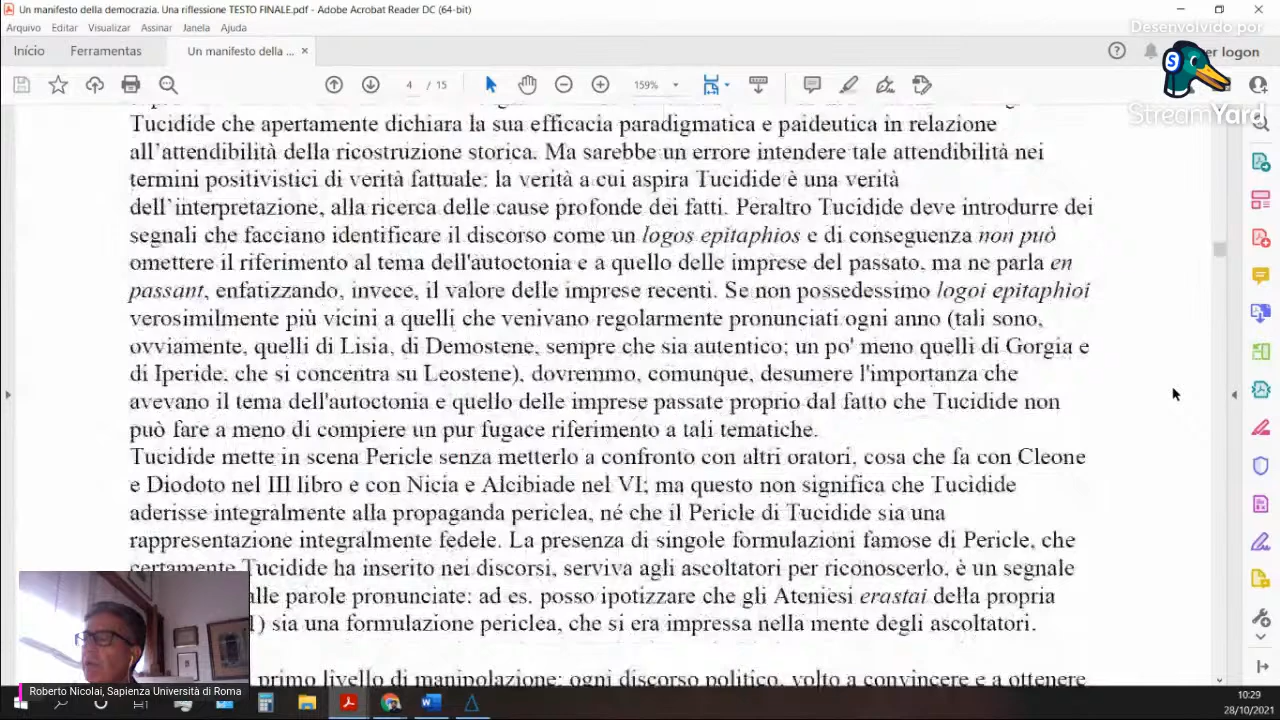 Un manifesto della democrazia. Una riflessione TESTO FINALE.pdf - Adobe Acrobat Reader DC (64-bit)
Arquivo Editar Visualizar Assinar Janela Ajuda
Desenvolvido por
Início Ferramentas Un manifesto della ... ×
er logon
4 / 15 159%
StreamYard
Tucidide che apertamente dichiara la sua efficacia paradigmatica e paideutica in relazione
all'attendibilità della ricostruzione storica. Ma sarebbe un errore intendere tale attendibilità nei
termini positivistici di verità fattuale: la verità a cui aspira Tucidide è una verità
dell'interpretazione, alla ricerca delle cause profonde dei fatti. Peraltro Tucidide deve introdurre dei
segnali che facciano identificare il discorso come un logos epitaphios e di conseguenza non può
omettere il riferimento al tema dell'autoctonia e a quello delle imprese del passato, ma ne parla en
passant, enfatizzando, invece, il valore delle imprese recenti. Se non possedessimo logoi epitaphioi
verosimilmente più vicini a quelli che venivano regolarmente pronunciati ogni anno (tali sono,
ovviamente, quelli di Lisia, di Demostene, sempre che sia autentico; un po' meno quelli di Gorgia e
di Iperide, che si concentra su Leostene), dovremmo, comunque, desumere l'importanza che
avevano il tema dell'autoctonia e quello delle imprese passate proprio dal fatto che Tucidide non
può fare a meno di compiere un pur fugace riferimento a tali tematiche.
Tucidide mette in scena Pericle senza metterlo a confronto con altri oratori, cosa che fa con Cleone
e Diodoto nel III libro e con Nicia e Alcibiade nel VI; ma questo non significa che Tucidide
aderisse integralmente alla propaganda periclea, né che il Pericle di Tucidide sia una
rappresentazione integralmente fedele. La presenza di singole formulazioni famose di Pericle, che
certamente Tucidide ha inserito nei discorsi, serviva agli ascoltatori per riconoscerlo, è un segnale
alle parole pronunciate: ad es. posso ipotizzare che gli Ateniesi erastai della propria
1) sia una formulazione periclea, che si era impressa nella mente degli ascoltatori.
primo livello di manipolazione: ogni discorso politico, volto a convincere e a ottenere
Roberto Nicolai, Sapienza Università di Roma
10:29
28/10/2021